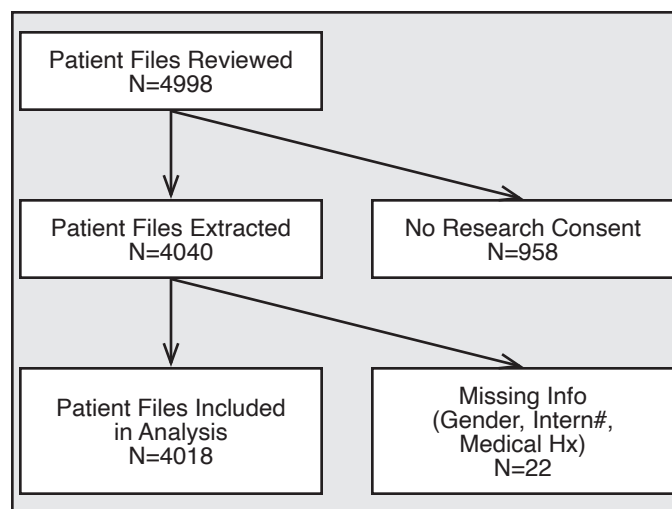 Patient Files Reviewed
N=4998
Patient Files Extracted
N=4040
No Research Consent
N=958
Patient Files Included
in Analysis
N=4018
Missing Info
(Gender, Intern#,
Medical Hx)
N=22